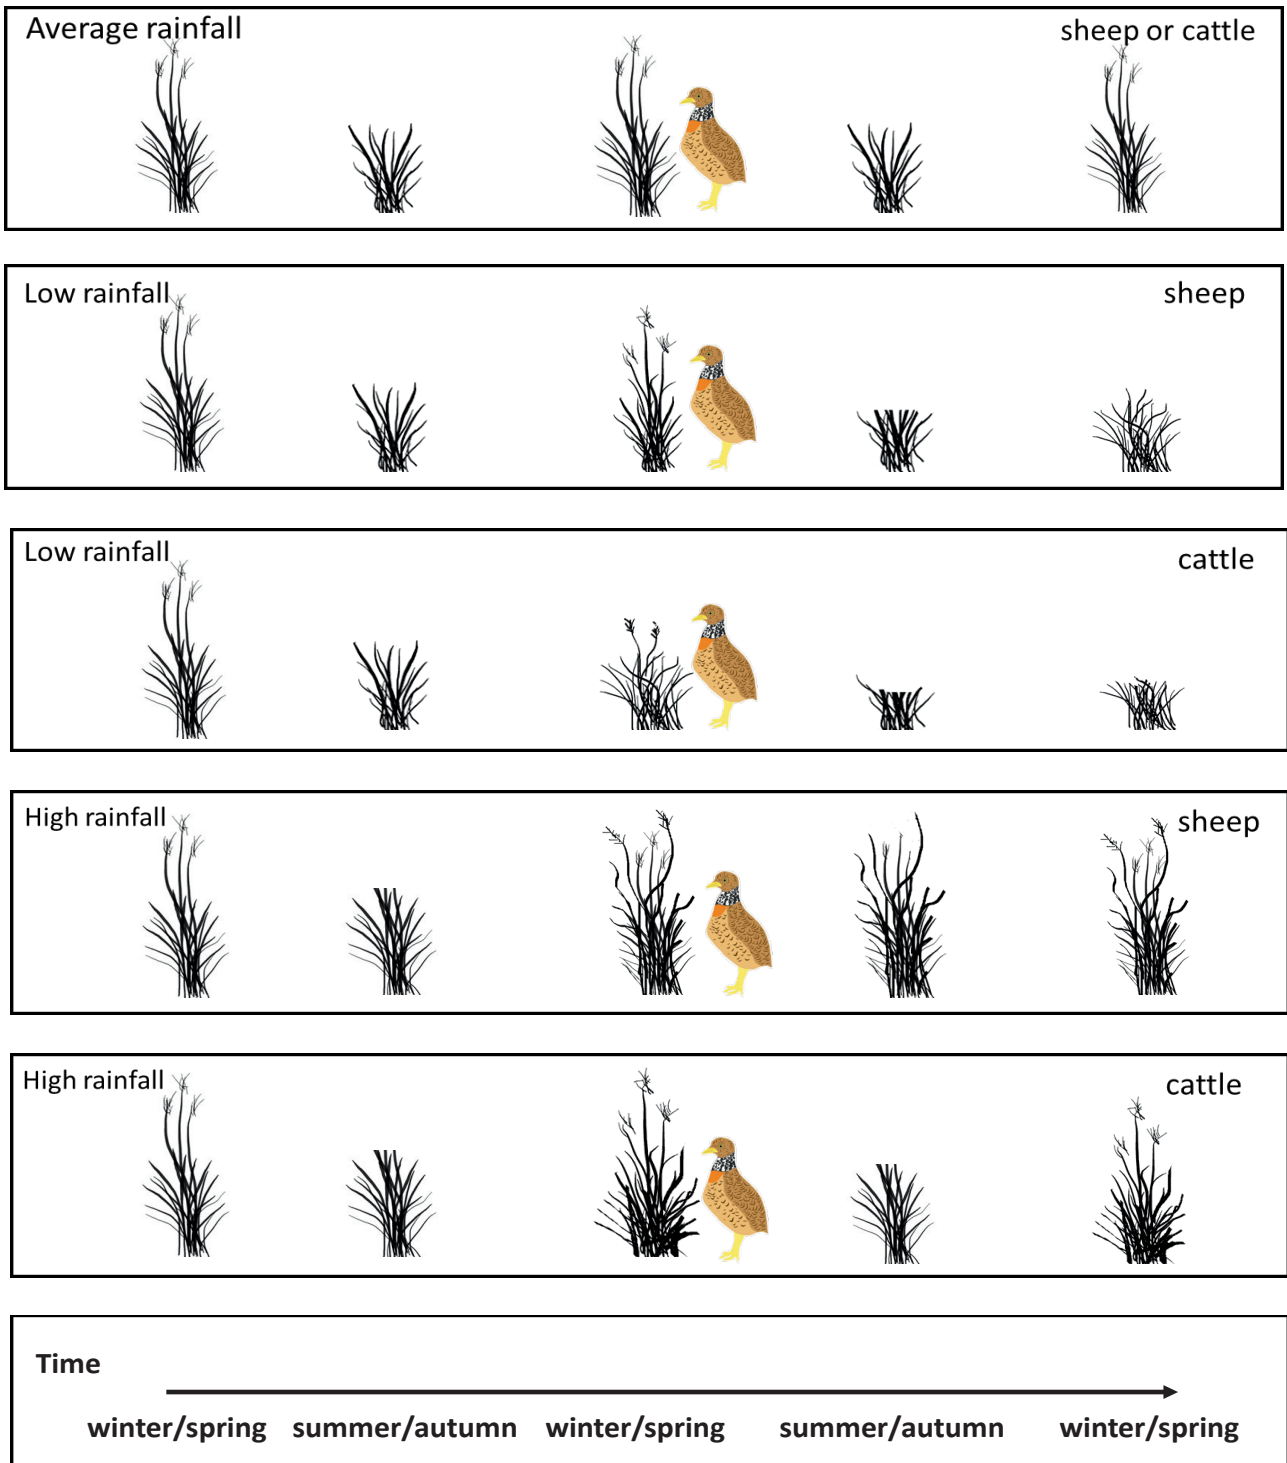 Average rainfall
sheep or cattle
Low rainfall
sheep
Low rainfall
cattle
High rainfall
sheep
High rainfall
cattle
Time
winter/spring summer/autumn winter/spring summer/autumn winter/spring